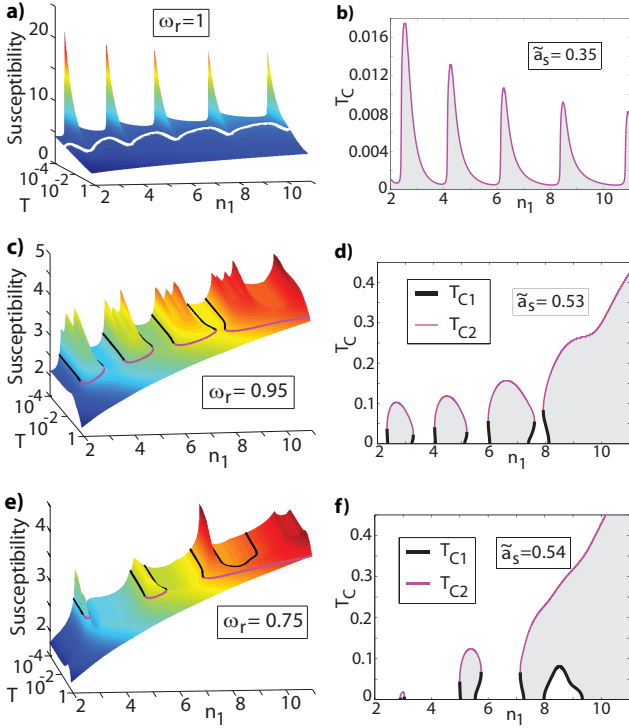 a)
ω_r=1
Susceptibility
25
15
5
0
10^-4
10^-2
1
T
2
4
6
8
10
n_1
b)
ã_s = 0.35
T_C
0.016
0.012
0.008
0.004
0
2
4
6
8
10
n_1
c)
ω_r = 0.95
Susceptibility
5
4
3
2
10^-4
10^-2
1
T
2
4
6
8
10
n_1
d)
T_C1
T_C2
ã_s = 0.53
T_C
0.4
0.3
0.2
0.1
0
2
4
6
8
10
n_1
e)
ω_r = 0.75
Susceptibility
4
3
2
10^-4
10^-2
1
T
2
4
6
8
10
n_1
f)
T_C1
T_C2
ã_s=0.54
T_C
0.4
0.3
0.2
0.1
0
2
4
6
8
10
n_1